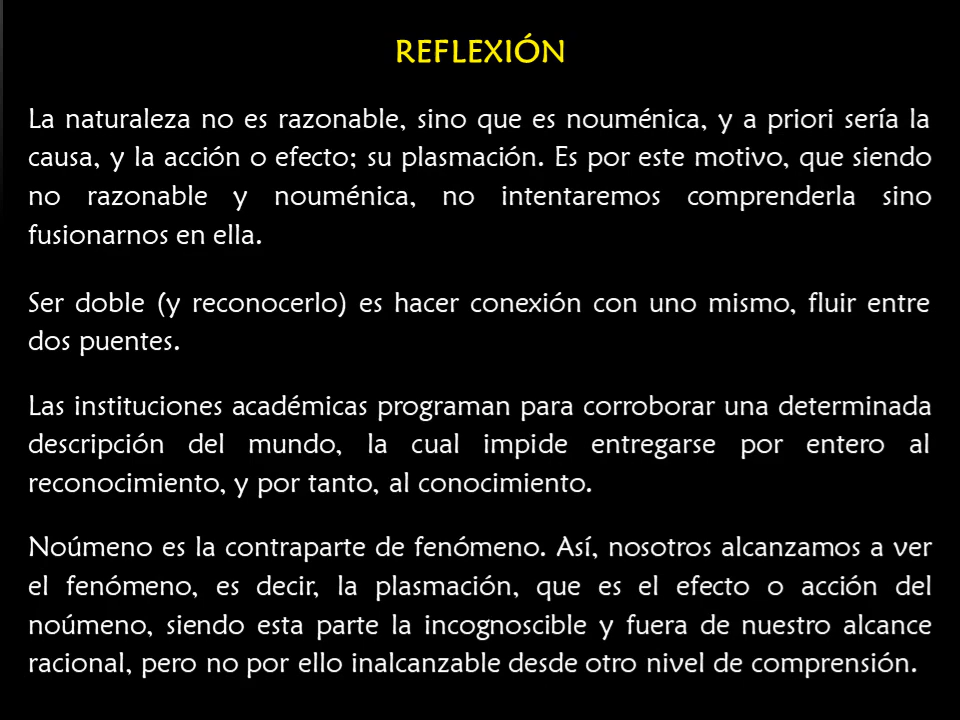 REFLEXIÓN
La naturaleza no es razonable, sino que es nouménica, y a priori sería la
causa, y la acción o efecto; su plasmación. Es por este motivo, que siendo
no razonable y nouménica, no intentaremos comprenderla sino
fusionarnos en ella.
Ser doble (y reconocerlo) es hacer conexión con uno mismo, fluir entre
dos puentes.
Las instituciones académicas programan para corroborar una determinada
descripción del mundo, la cual impide entregarse por entero al
reconocimiento, y por tanto, al conocimiento.
Noúmeno es la contraparte de fenómeno. Así, nosotros alcanzamos a ver
el fenómeno, es decir, la plasmación, que es el efecto o acción del
noúmeno, siendo esta parte la incognoscible y fuera de nuestro alcance
racional, pero no por ello inalcanzable desde otro nivel de comprensión.